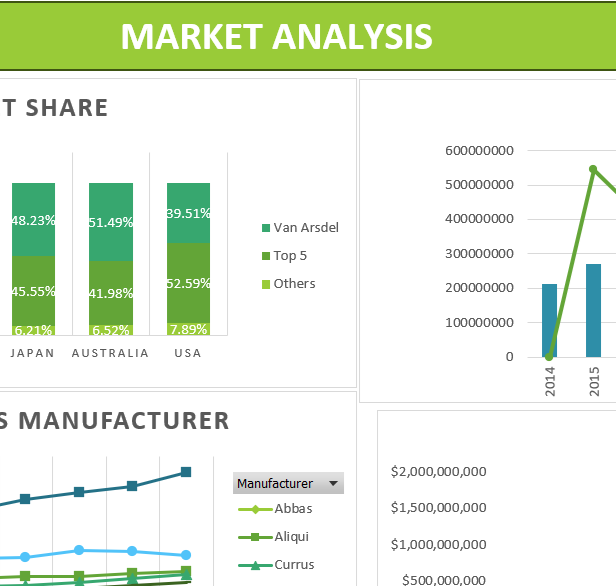 MARKET ANALYSIS
T SHARE
48.23%
51.49%
39.51%
45.55%
41.98%
52.59%
6.21%
6.52%
7.89%
JAPAN AUSTRALIA USA
Van Arsdel
Top 5
Others
600000000
500000000
400000000
300000000
200000000
100000000
0
2014
2015
S MANUFACTURER
Manufacturer
Abbas
Aliqui
Currus
$2,000,000,000
$1,500,000,000
$1,000,000,000
$500,000,000